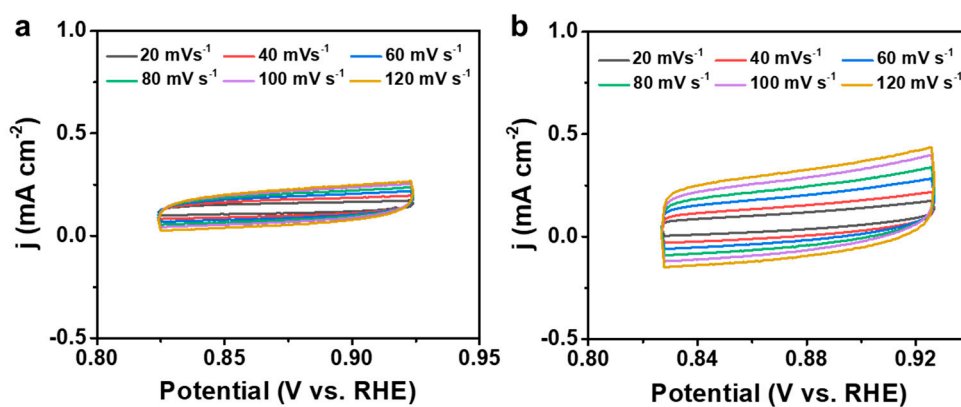 a
1.0
20 mVs⁻¹ 40 mVs⁻¹ 60 mV s⁻¹
80 mV s⁻¹ 100 mV s⁻¹ 120 mV s⁻¹
0.5
0.0
-0.5
j (mA cm⁻²)
0.80 0.85 0.90 0.95
Potential (V vs. RHE)
b
1.0
20 mVs⁻¹ 40 mVs⁻¹ 60 mV s⁻¹
80 mV s⁻¹ 100 mV s⁻¹ 120 mV s⁻¹
0.5
0.0
-0.5
j (mA cm⁻²)
0.80 0.84 0.88 0.92
Potential (V vs. RHE)